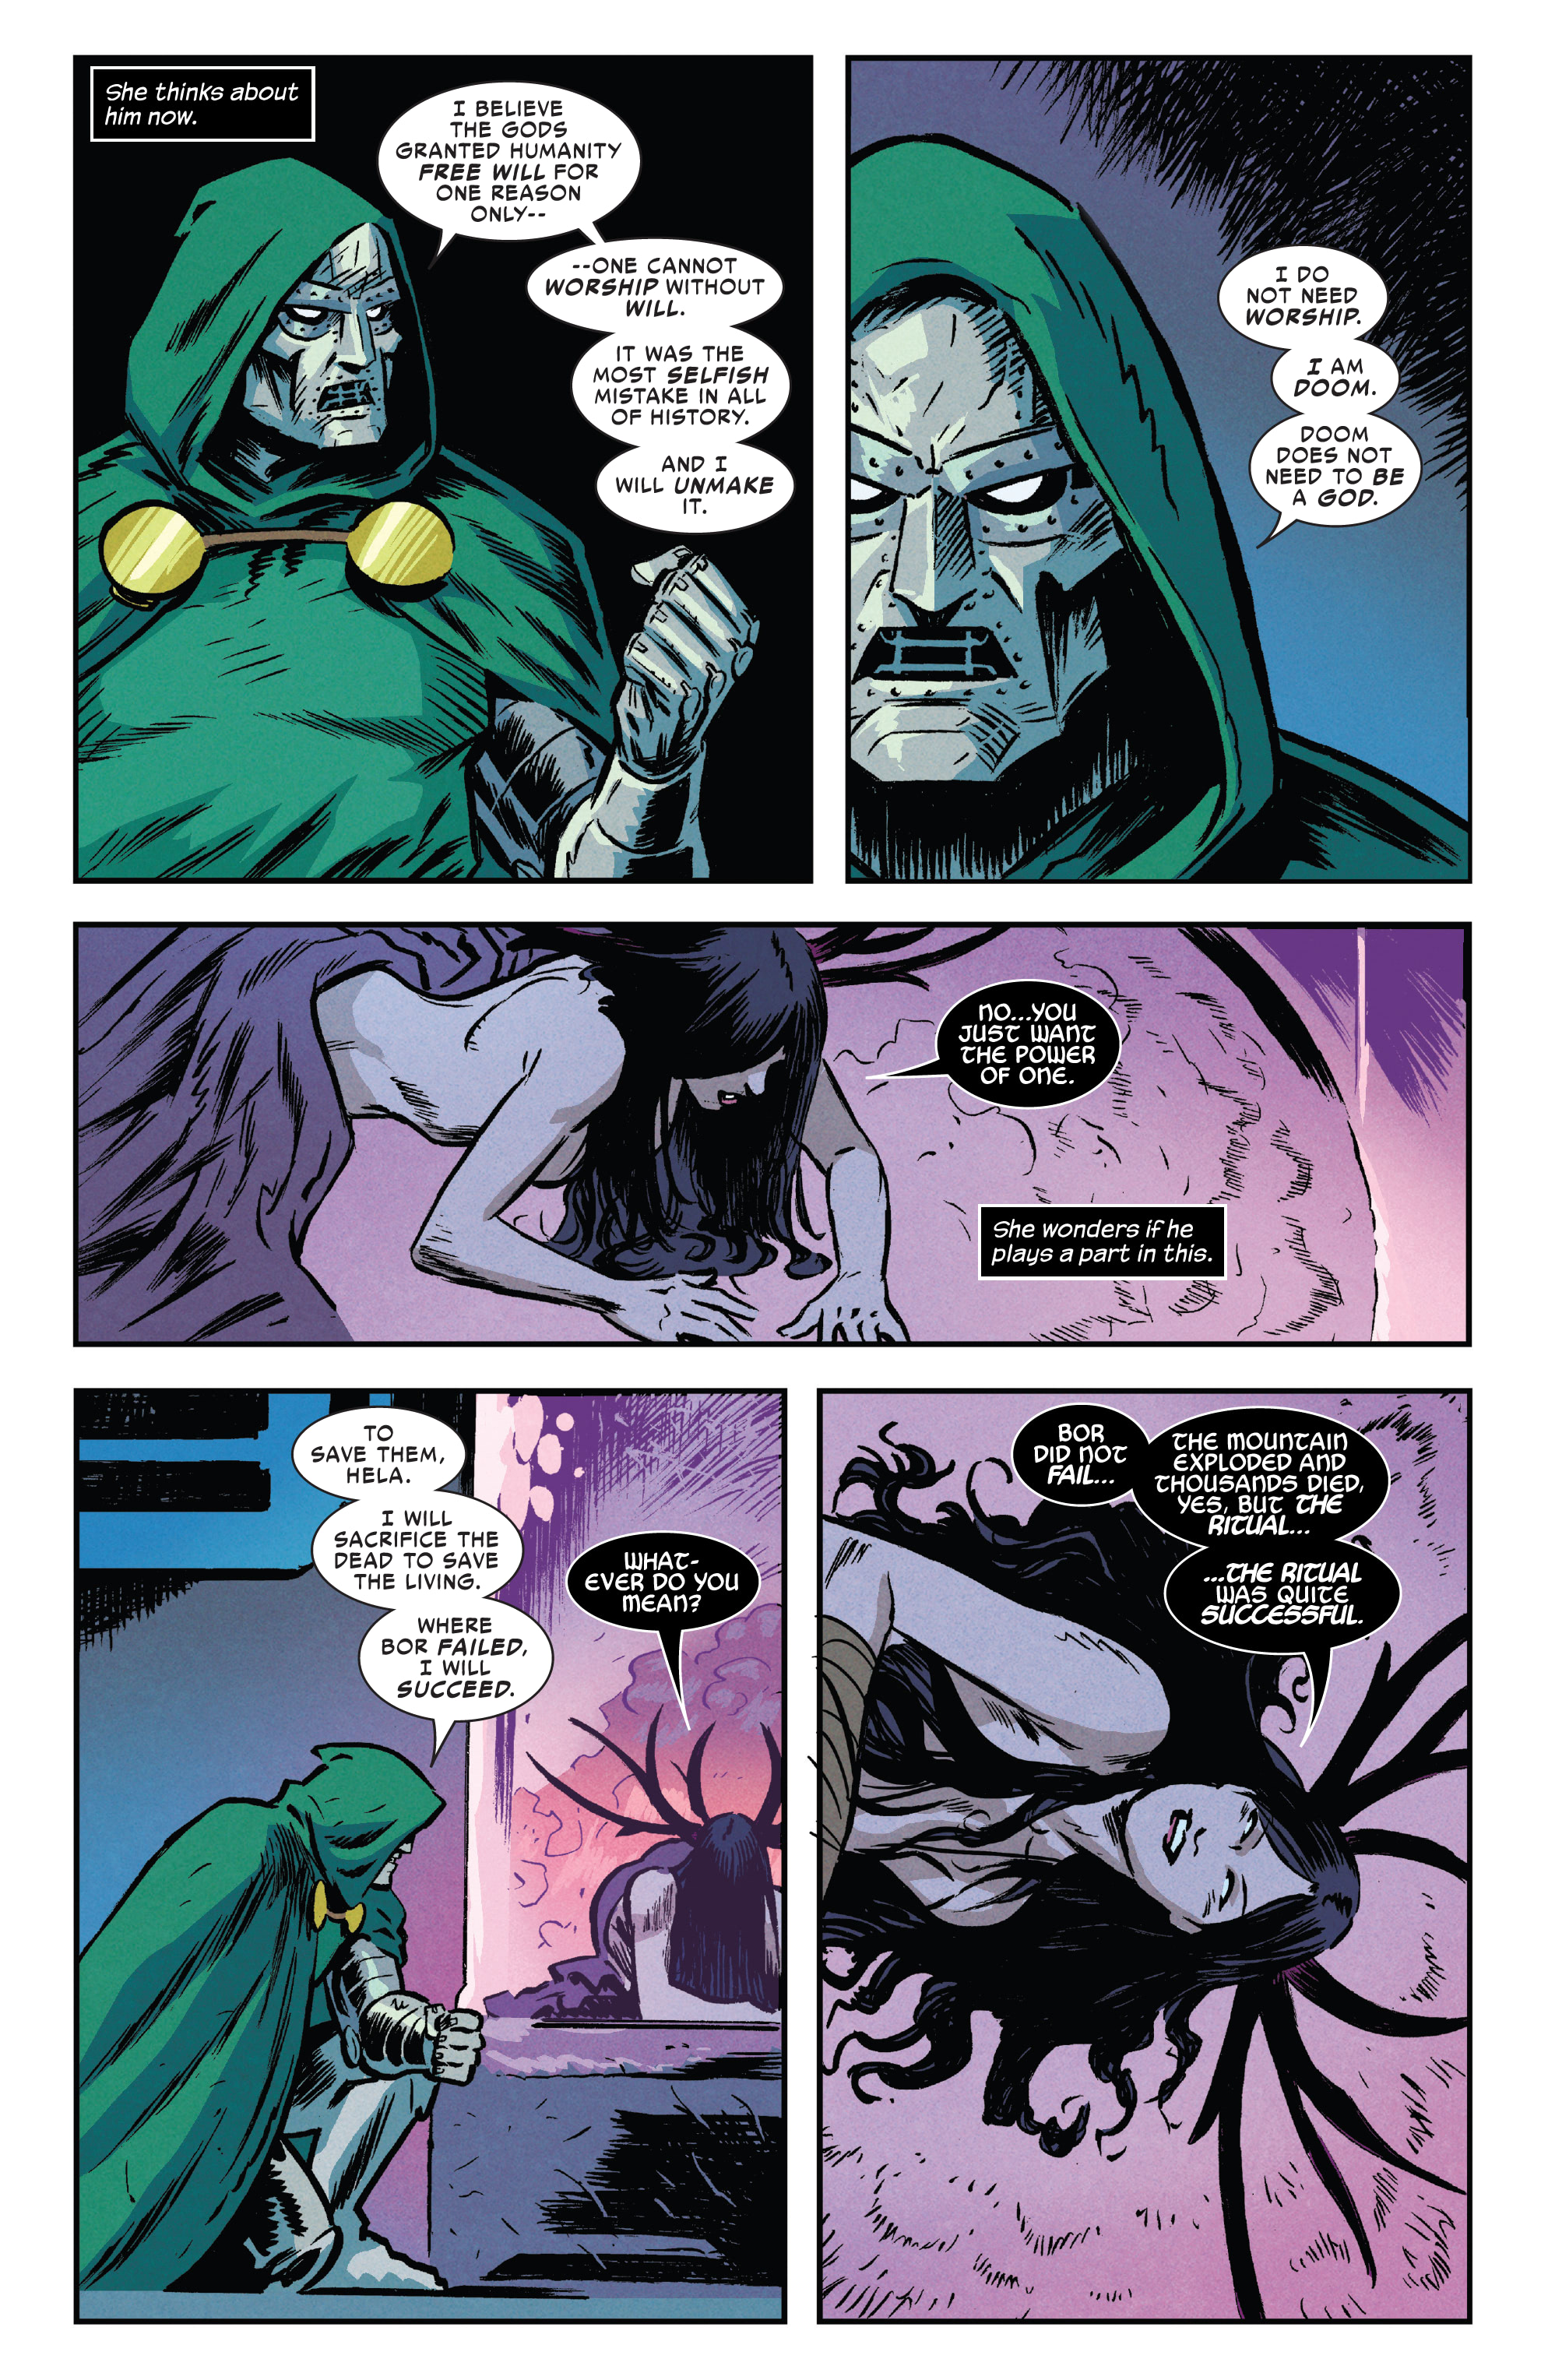 She thinks about
him now.
I BELIEVE
THE GODS
GRANTED HUMANITY
FREE WILL FOR
ONE REASON
ONLY--
--ONE CANNOT
WORSHIP WITHOUT
WILL.
IT WAS THE
MOST SELFISH
MISTAKE IN ALL
OF HISTORY.
AND I
WILL UNMAKE
IT.
I DO
NOT NEED
WORSHIP.
I AM
DOOM.
DOOM
DOES NOT
NEED TO BE
A GOD.
NO...YOU
JUST WANT
THE POWER
OF ONE.
She wonders if he
plays a part in this.
TO
SAVE THEM,
HELA.
I WILL
SACRIFICE THE
DEAD TO SAVE
THE LIVING.
WHERE
BOR FAILED,
I WILL
SUCCEED.
WHAT-
EVER DO YOU
MEAN?
BOR
DID NOT
FAIL...
THE MOUNTAIN
EXPLODED AND
THOUSANDS DIED,
YES, BUT THE
RITUAL...
...THE RITUAL
WAS QUITE
SUCCESSFUL.